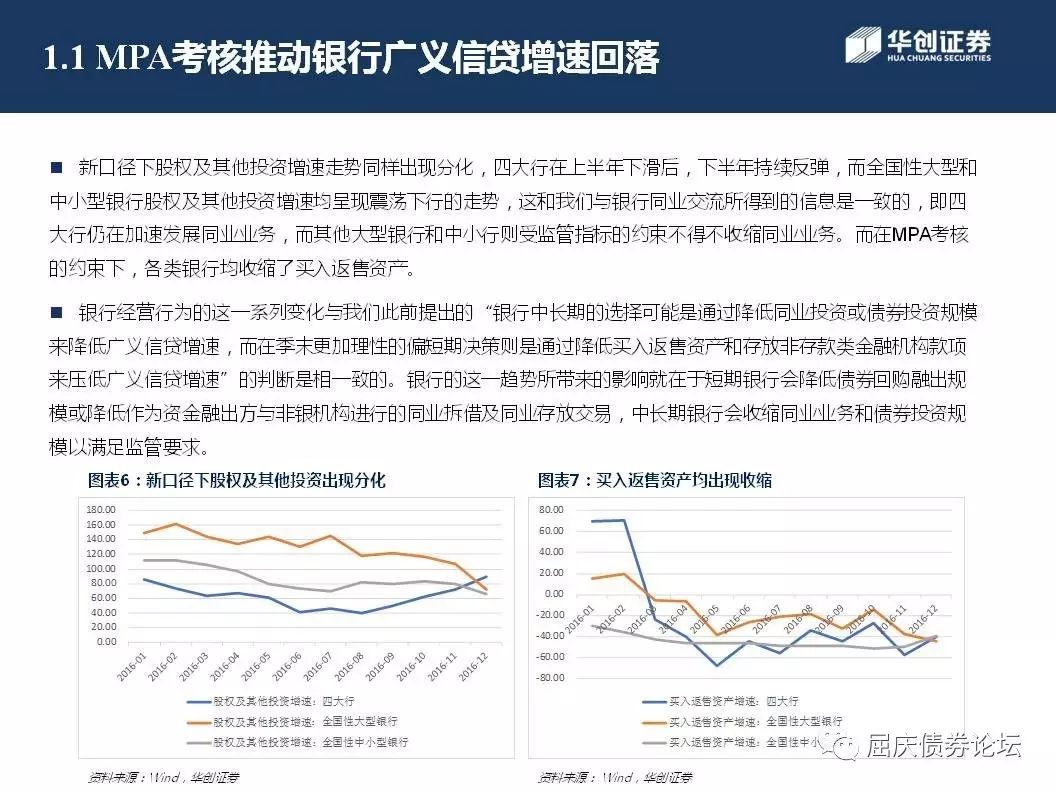 1.1 MPA考核推动银行广义信贷增速回落
华创证券
HUA CHUANG SECURITIES
■ 新口径下股权及其他投资增速走势同样出现分化，四大行在上半年下滑后，下半年持续反弹，而全国性大型和
中小型银行股权及其他投资增速均呈现震荡下行的走势，这和我们与银行同业交流所得到的信息是一致的，即四
大行仍在加速发展同业业务，而其他大型银行和中小行则受监管指标的约束不得不收缩同业业务。而在MPA考核
的约束下，各类银行均收缩了买入返售资产。
■ 银行经营行为的这一系列变化与我们此前提出的“银行中长期的选择可能是通过降低同业投资或债券投资规模
来降低广义信贷增速，而在季末更加理性的偏短期决策则是通过降低买入返售资产和存放非存款类金融机构款项
来压低广义信贷增速”的判断是相一致的。银行的这一趋势所带来的影响就在于短期银行会降低债券回购融出规
模或降低作为资金融出方与非银机构进行的同业拆借及同业存放交易，中长期银行会收缩同业业务和债券投资规
模以满足监管要求。
图表6：新口径下股权及其他投资出现分化
180.00
160.00
140.00
120.00
100.00
80.00
60.00
40.00
20.00
0.00
2016-01
2016-02
2016-03
2016-04
2016-05
2016-06
2016-07
2016-08
2016-09
2016-10
2016-11
2016-12
股权及其他投资增速：四大行
股权及其他投资增速：全国性大型银行
股权及其他投资增速：全国性中小型银行
资料来源：Wind，华创证券
图表7：买入返售资产均出现收缩
80.00
60.00
40.00
20.00
0.00
-20.00
-40.00
-60.00
-80.00
2016-01
2016-02
2016-03
2016-04
2016-05
2016-06
2016-07
2016-08
2016-09
2016-10
2016-11
2016-12
买入返售资产增速：四大行
买入返售资产增速：全国性大型银行
买入返售资产增速：全国性中小
屈庆债券论坛
资料来源：Wind，华创证券